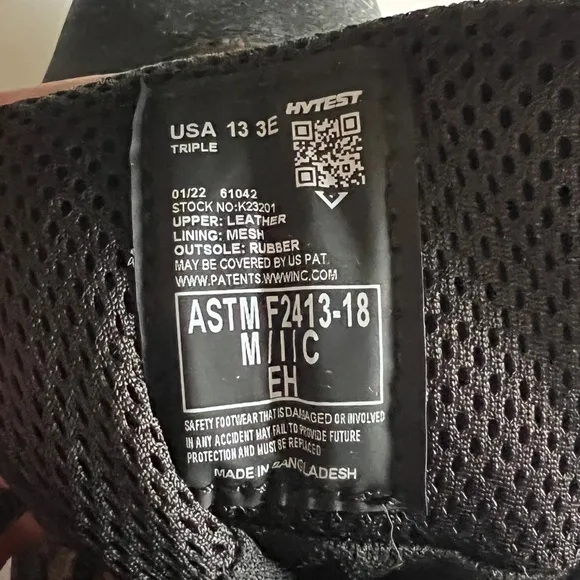 HYTEST
USA 13 3E
TRIPLE
01/22 61042
STOCK NO:K23201
UPPER: LEATHER
LINING: MESH
OUTSOLE: RUBBER
MAY BE COVERED BY US PAT.
WWW.PATENTS.WWWINC.COM
ASTM F2413-18
M/I/C
EH
SAFETY FOOTWEAR THAT IS DAMAGED OR INVOLVED
IN ANY ACCIDENT MAY FAIL TO PROVIDE FUTURE
PROTECTION AND MUST BE REPLACED
MADE IN BANGLADESH